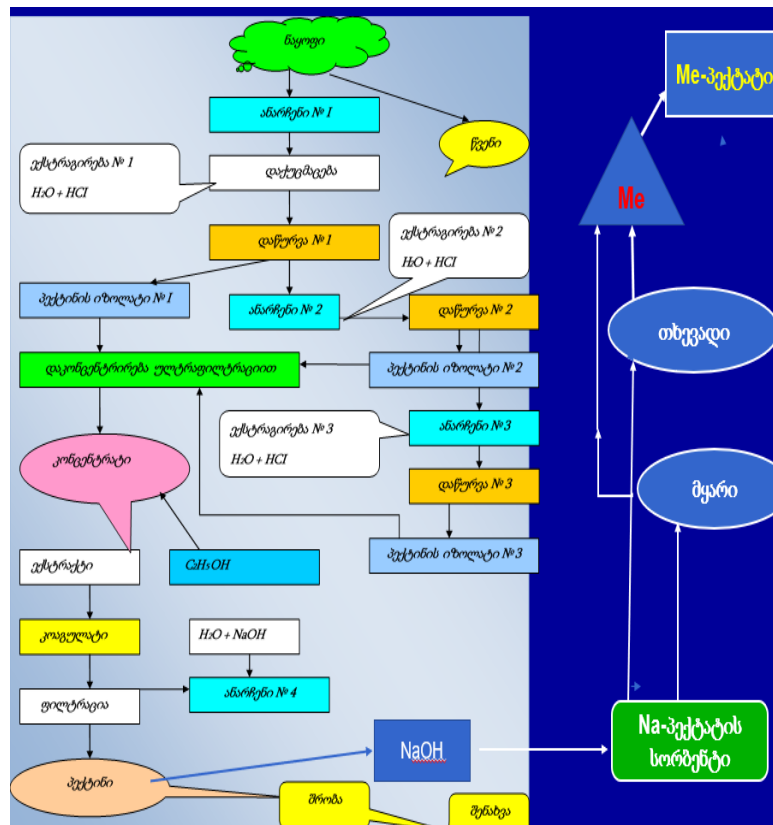 ნაყოფი
ანარჩენი № 1
წვენი
ექსტრაგირება № 1
H2O + HCl
დაქუცმაცება
დაწურვა № 1
ექსტრაგირება № 2
H2O + HCl
პექტინის იზოლატი № 1
ანარჩენი № 2
დაწურვა № 2
დაკონცენტრირება ულტრაფილტრაციით
პექტინის იზოლატი № 2
ექსტრაგირება № 3
H2O + HCl
ანარჩენი № 3
კონცენტრატი
დაწურვა № 3
ექსტრაქტი
C2H5OH
პექტინის იზოლატი № 3
კოაგულატი
H2O + NaOH
ფილტრაცია
ანარჩენი № 4
პექტინი
NaOH
შრობა
შენახვა
Me-პექტატი
Me
თხევადი
მყარი
Na-პექტატის
სორბენტი